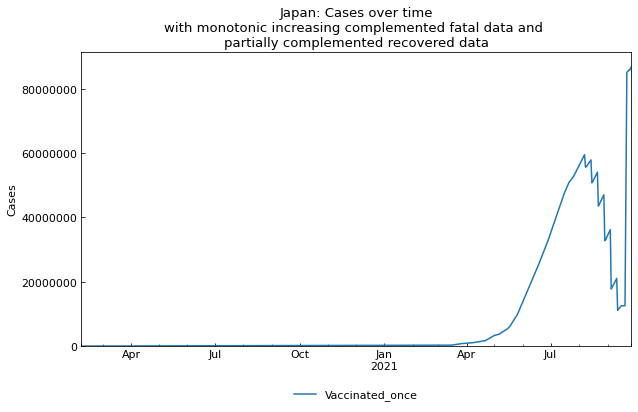 Japan: Cases over time
with monotonic increasing complemented fatal data and
partially complemented recovered data
80000000
60000000
40000000
20000000
0
Cases
Apr
Jul
Oct
Jan
2021
Apr
Jul
Vaccinated_once